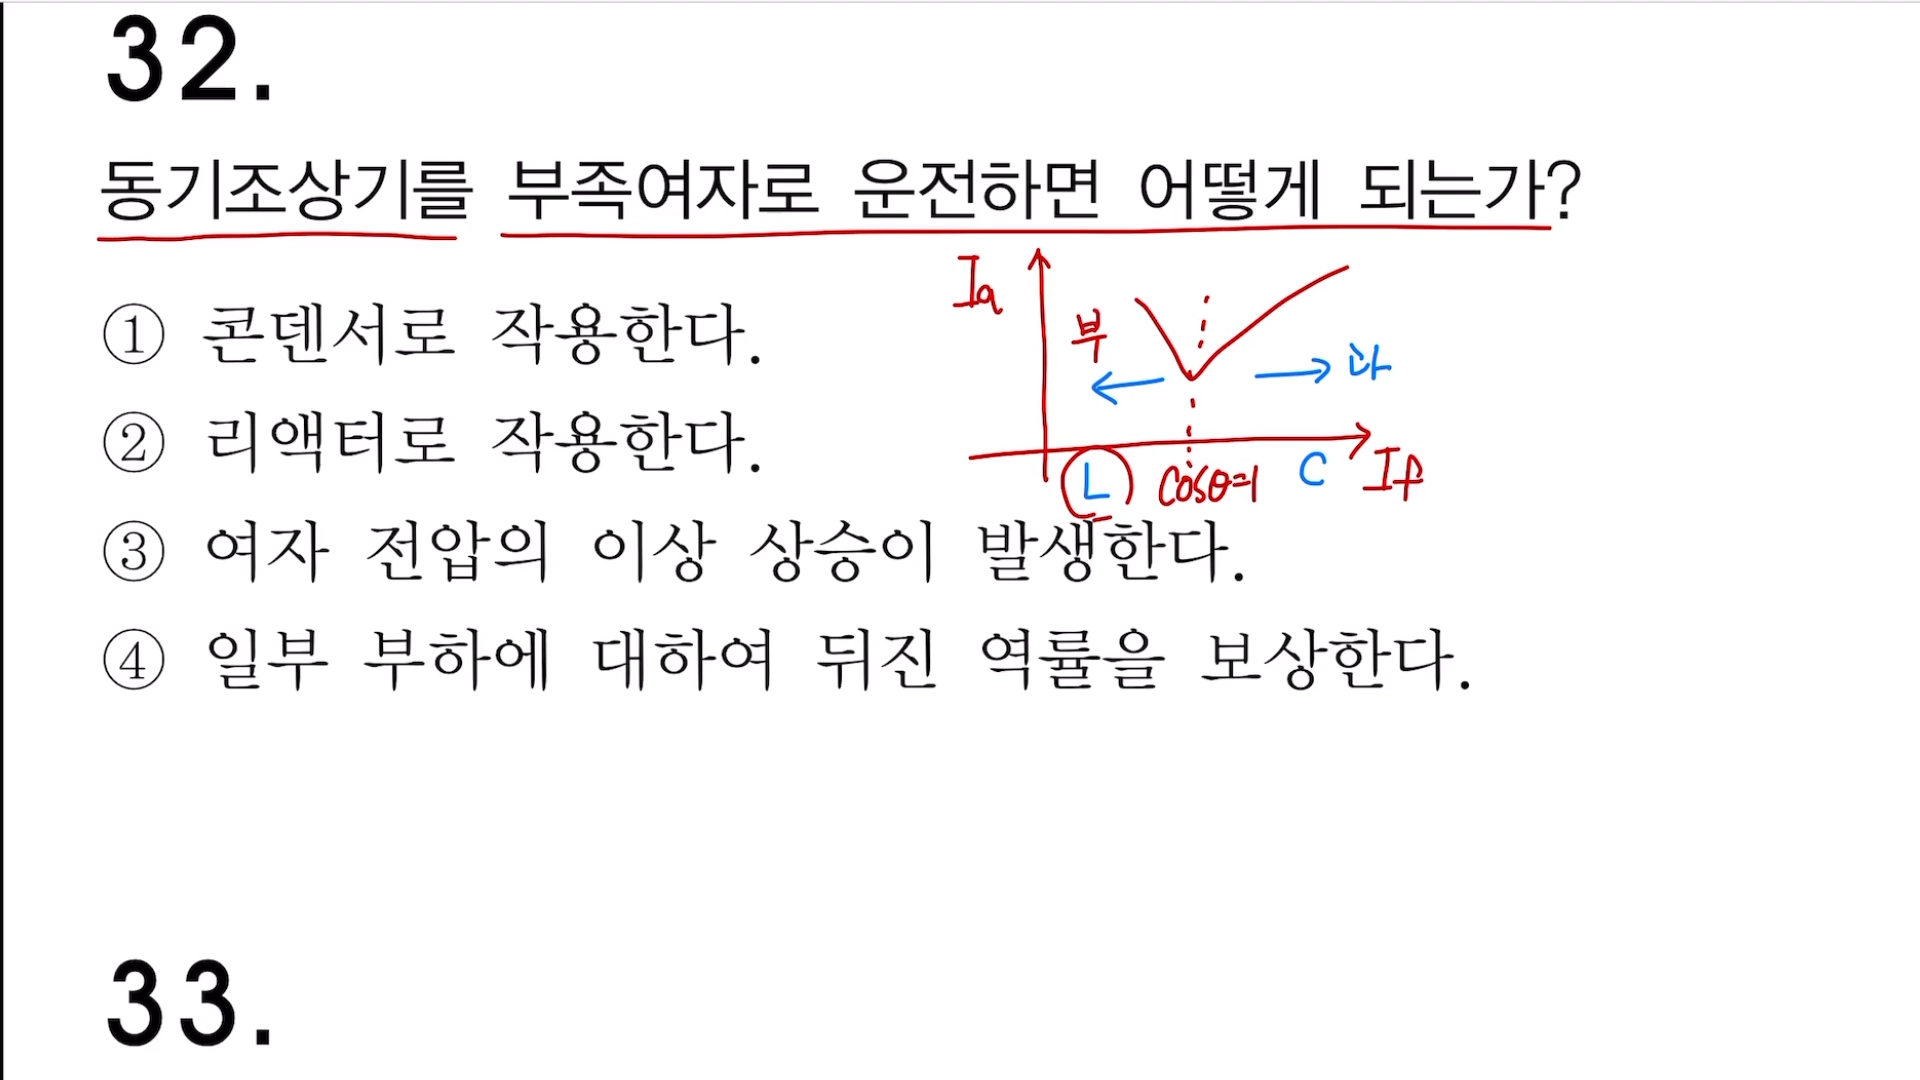 32.
동기조상기를 부족여자로 운전하면 어떻게 되는가?
① 콘덴서로 작용한다.
② 리액터로 작용한다.
③ 여자 전압의 이상 상승이 발생한다.
④ 일부 부하에 대하여 뒤진 역률을 보상한다.
Ia
부
과
L cosθ=1 C If
33.